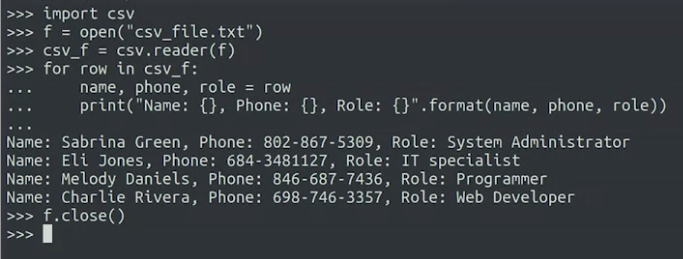 >>> import csv
>>> f = open("csv_file.txt")
>>> csv_f = csv.reader(f)
>>> for row in csv_f:
...     name, phone, role = row
...     print("Name: {}, Phone: {}, Role: {}".format(name, phone, role))
...
Name: Sabrina Green, Phone: 802-867-5309, Role: System Administrator
Name: Eli Jones, Phone: 684-3481127, Role: IT specialist
Name: Melody Daniels, Phone: 846-687-7436, Role: Programmer
Name: Charlie Rivera, Phone: 698-746-3357, Role: Web Developer
>>> f.close()
>>>